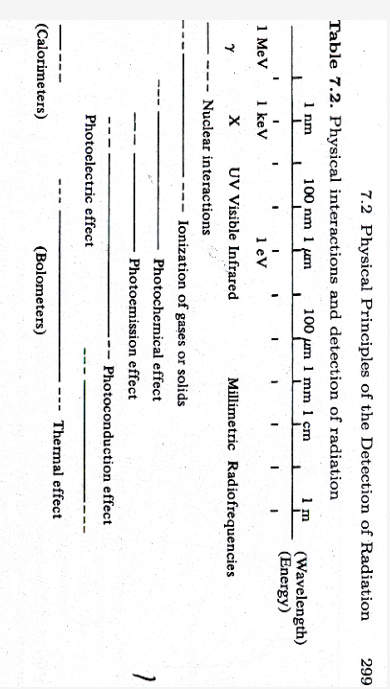 7.2 Physical Principles of the Detection of Radiation 299
Table 7.2. Physical interactions and detection of radiation
1 nm 100 nm 1 μm 100 μm 1 mm 1 cm 1 m (Wavelength)
1 MeV 1 keV 1 eV (Energy)
γ X UV Visible Infrared Millimetric Radiofrequencies
Nuclear interactions
Ionization of gases or solids
Photochemical effect
Photoemission effect
Photoconduction effect
Photoelectric effect
Thermal effect
(Calorimeters) (Bolometers)